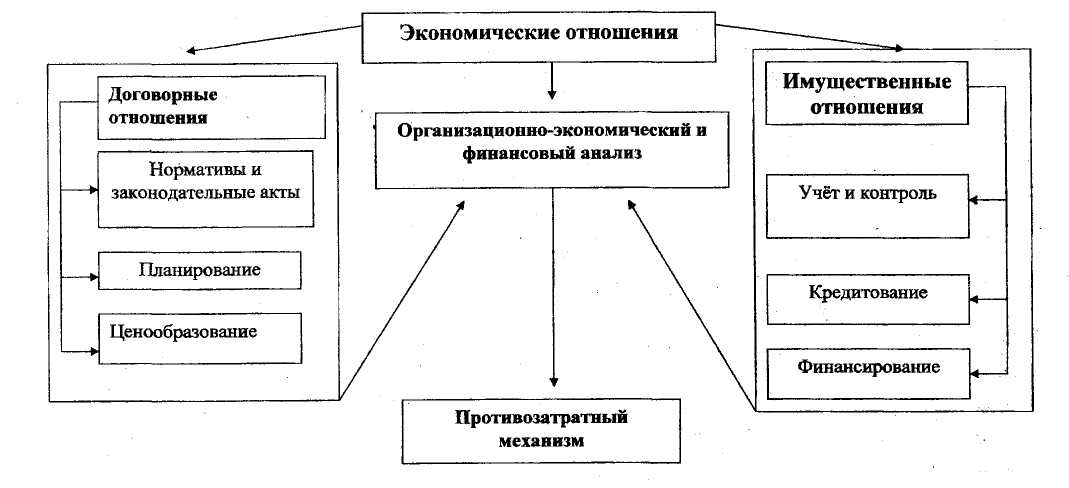 Экономические отношения
Договорные
отношения
Нормативы и
законодательные акты
Планирование
Ценообразование
Организационно-экономический и
финансовый анализ
Противозатратный
механизм
Имущественные
отношения
Учёт и контроль
Кредитование
Финансирование